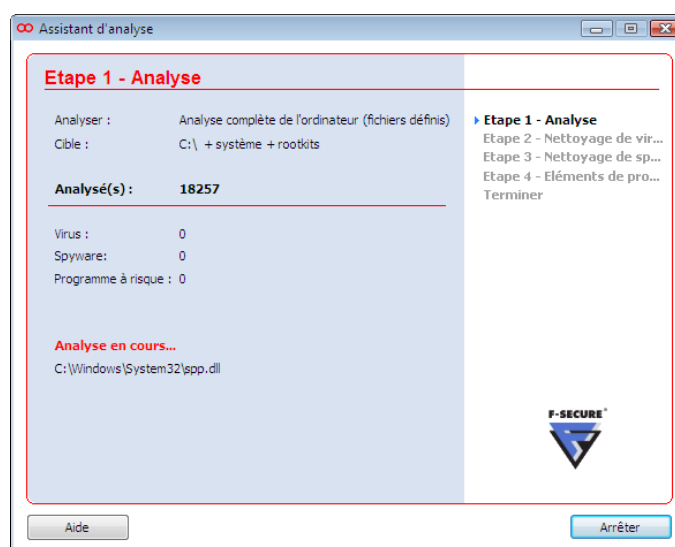 Assistant d'analyse
Etape 1 - Analyse
Analyser : Analyse complète de l'ordinateur (fichiers définis)
Cible : C:\ + système + rootkits
Analysé(s) : 18257
Virus : 0
Spyware: 0
Programme à risque : 0
Analyse en cours...
C:\Windows\System32\spp.dll
Etape 1 - Analyse
Etape 2 - Nettoyage de vir...
Etape 3 - Nettoyage de sp...
Etape 4 - Eléments de pro...
Terminer
F-SECURE®
Aide
Arrêter